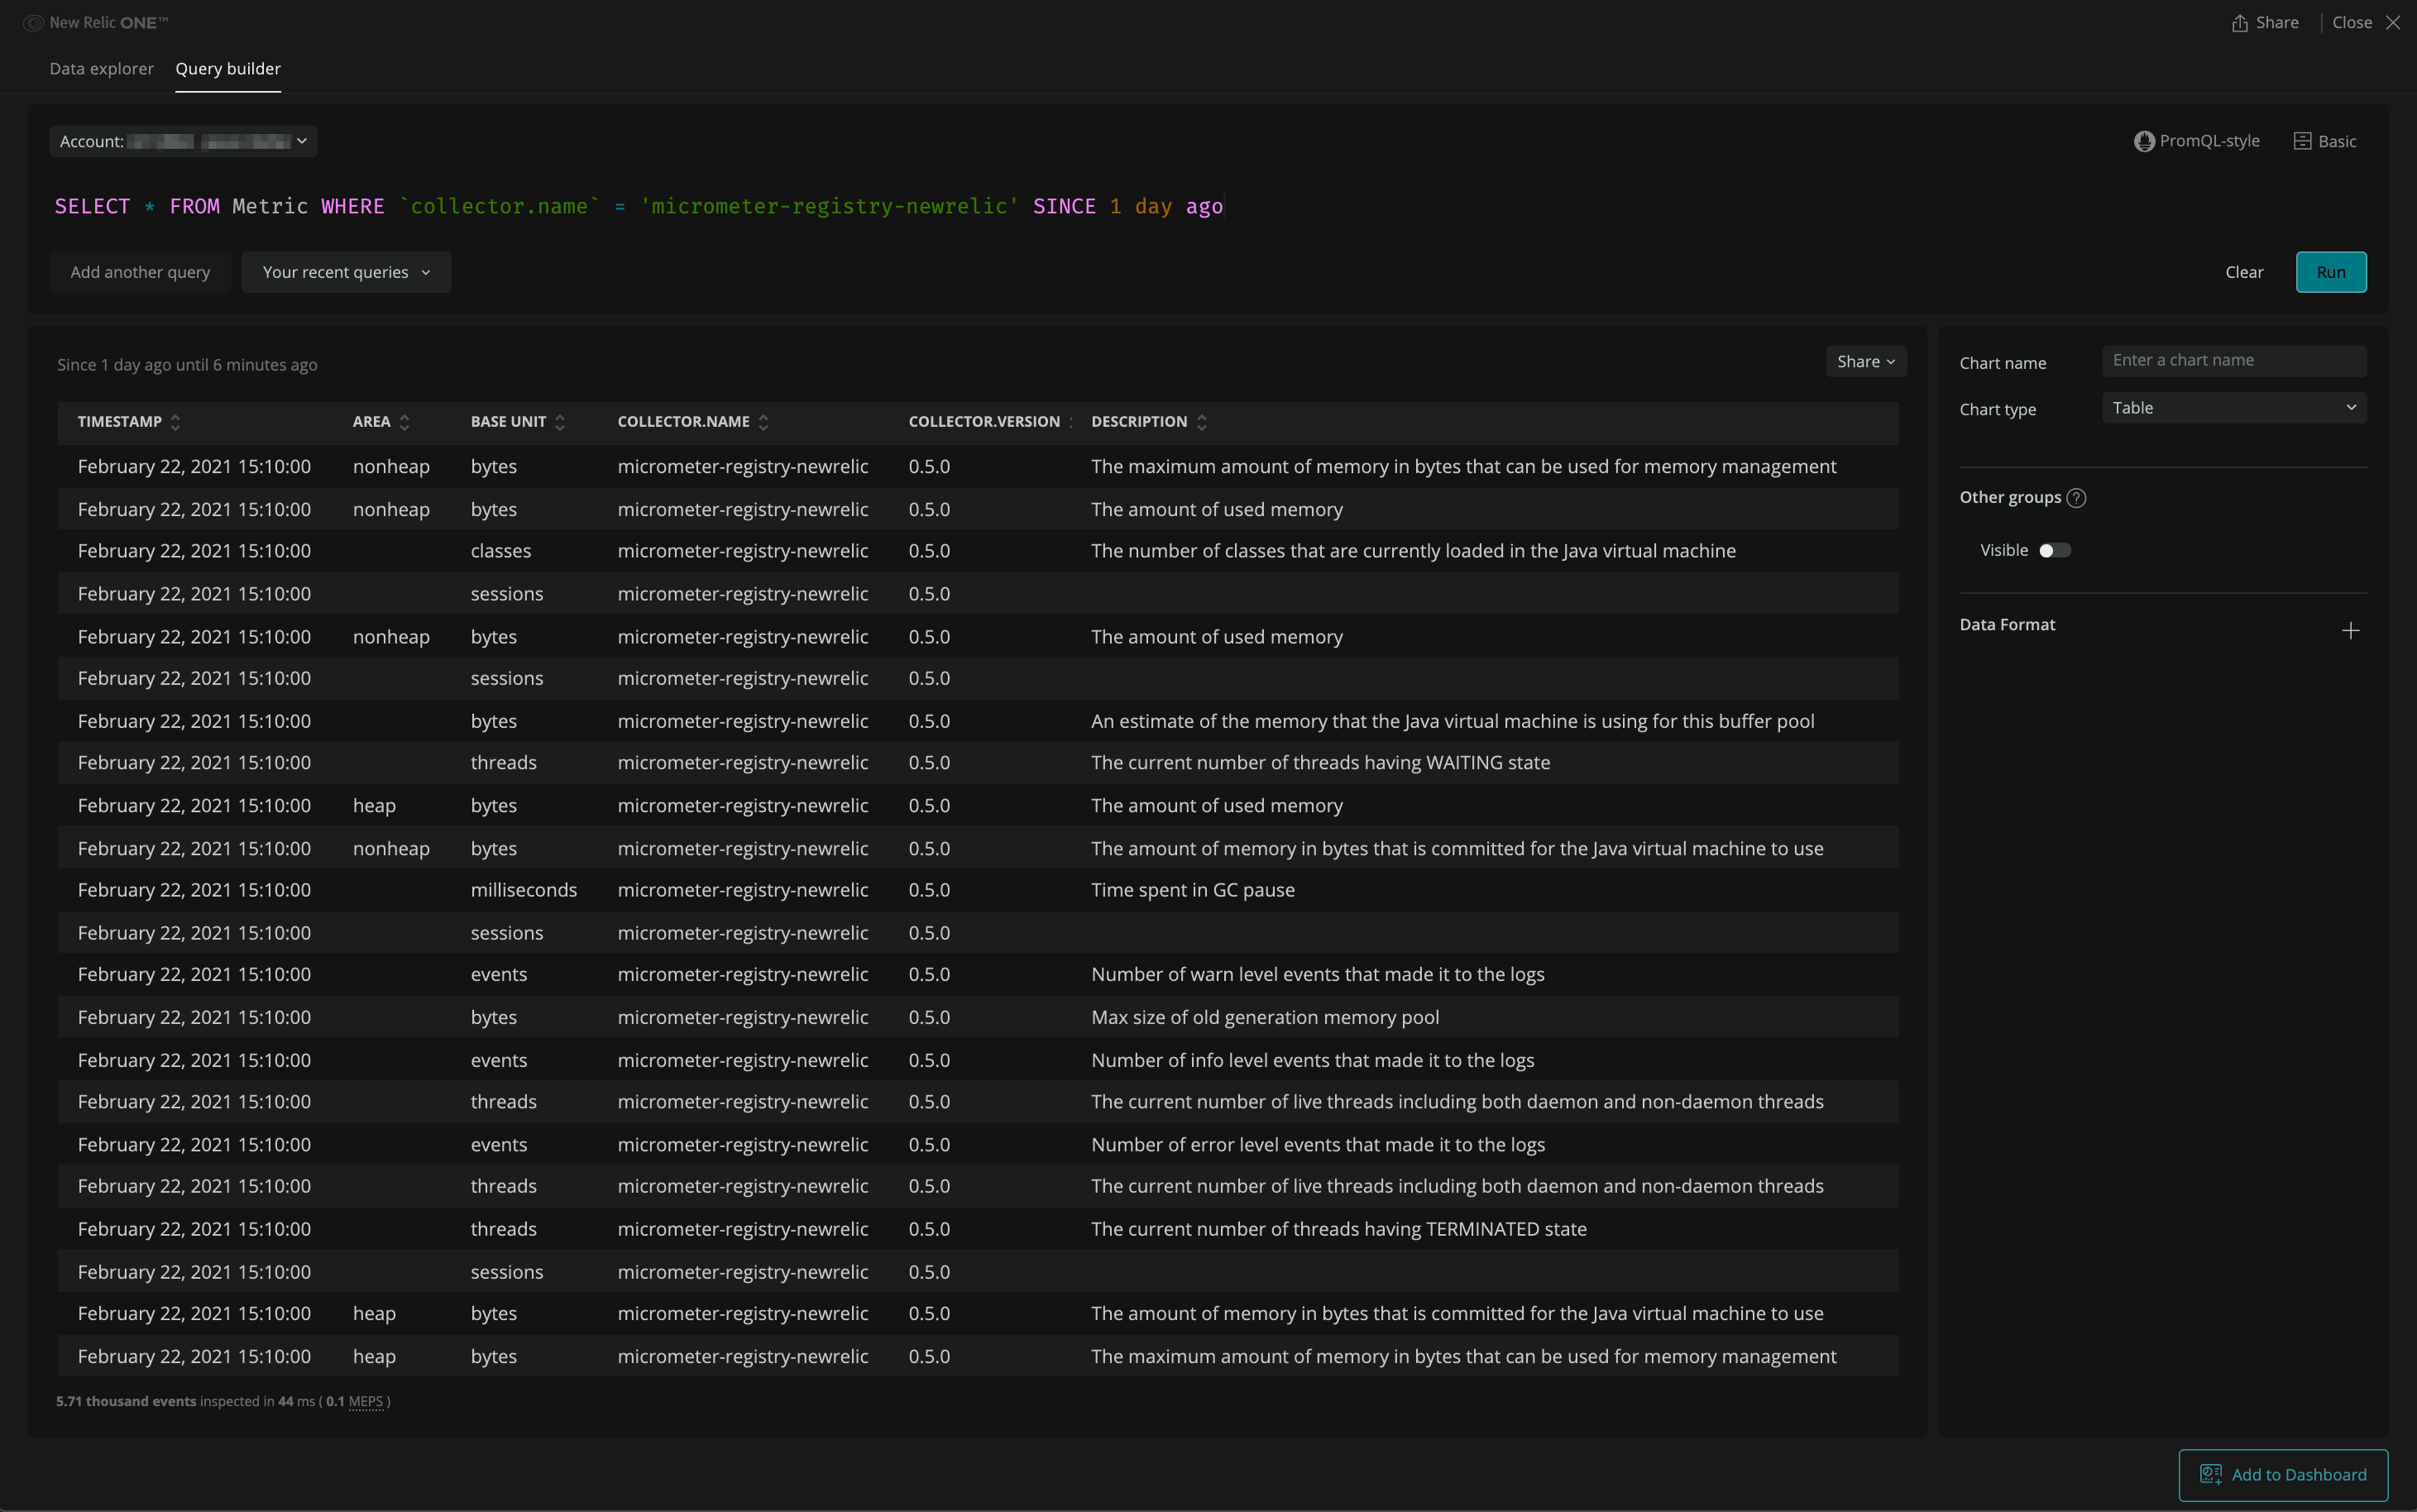 New Relic ONE™
Share | Close
Data explorer Query builder
Account:
PromQL-style Basic
SELECT * FROM Metric WHERE `collector.name` = 'micrometer-registry-newrelic' SINCE 1 day ago
Add another query Your recent queries Clear Run
Since 1 day ago until 6 minutes ago Share
TIMESTAMP AREA BASE UNIT COLLECTOR.NAME COLLECTOR.VERSION DESCRIPTION
February 22, 2021 15:10:00 nonheap bytes micrometer-registry-newrelic 0.5.0 The maximum amount of memory in bytes that can be used for memory management
February 22, 2021 15:10:00 nonheap bytes micrometer-registry-newrelic 0.5.0 The amount of used memory
February 22, 2021 15:10:00 classes micrometer-registry-newrelic 0.5.0 The number of classes that are currently loaded in the Java virtual machine
February 22, 2021 15:10:00 sessions micrometer-registry-newrelic 0.5.0
February 22, 2021 15:10:00 nonheap bytes micrometer-registry-newrelic 0.5.0 The amount of used memory
February 22, 2021 15:10:00 sessions micrometer-registry-newrelic 0.5.0
February 22, 2021 15:10:00 bytes micrometer-registry-newrelic 0.5.0 An estimate of the memory that the Java virtual machine is using for this buffer pool
February 22, 2021 15:10:00 threads micrometer-registry-newrelic 0.5.0 The current number of threads having WAITING state
February 22, 2021 15:10:00 heap bytes micrometer-registry-newrelic 0.5.0 The amount of used memory
February 22, 2021 15:10:00 nonheap bytes micrometer-registry-newrelic 0.5.0 The amount of memory in bytes that is committed for the Java virtual machine to use
February 22, 2021 15:10:00 milliseconds micrometer-registry-newrelic 0.5.0 Time spent in GC pause
February 22, 2021 15:10:00 sessions micrometer-registry-newrelic 0.5.0
February 22, 2021 15:10:00 events micrometer-registry-newrelic 0.5.0 Number of warn level events that made it to the logs
February 22, 2021 15:10:00 bytes micrometer-registry-newrelic 0.5.0 Max size of old generation memory pool
February 22, 2021 15:10:00 events micrometer-registry-newrelic 0.5.0 Number of info level events that made it to the logs
February 22, 2021 15:10:00 threads micrometer-registry-newrelic 0.5.0 The current number of live threads including both daemon and non-daemon threads
February 22, 2021 15:10:00 events micrometer-registry-newrelic 0.5.0 Number of error level events that made it to the logs
February 22, 2021 15:10:00 threads micrometer-registry-newrelic 0.5.0 The current number of live threads including both daemon and non-daemon threads
February 22, 2021 15:10:00 threads micrometer-registry-newrelic 0.5.0 The current number of threads having TERMINATED state
February 22, 2021 15:10:00 sessions micrometer-registry-newrelic 0.5.0
February 22, 2021 15:10:00 heap bytes micrometer-registry-newrelic 0.5.0 The amount of memory in bytes that is committed for the Java virtual machine to use
February 22, 2021 15:10:00 heap bytes micrometer-registry-newrelic 0.5.0 The maximum amount of memory in bytes that can be used for memory management
5.71 thousand events inspected in 44 ms ( 0.1 MEPS )
Chart name Enter a chart name
Chart type Table
Other groups ?
Visible
Data Format
Add to Dashboard